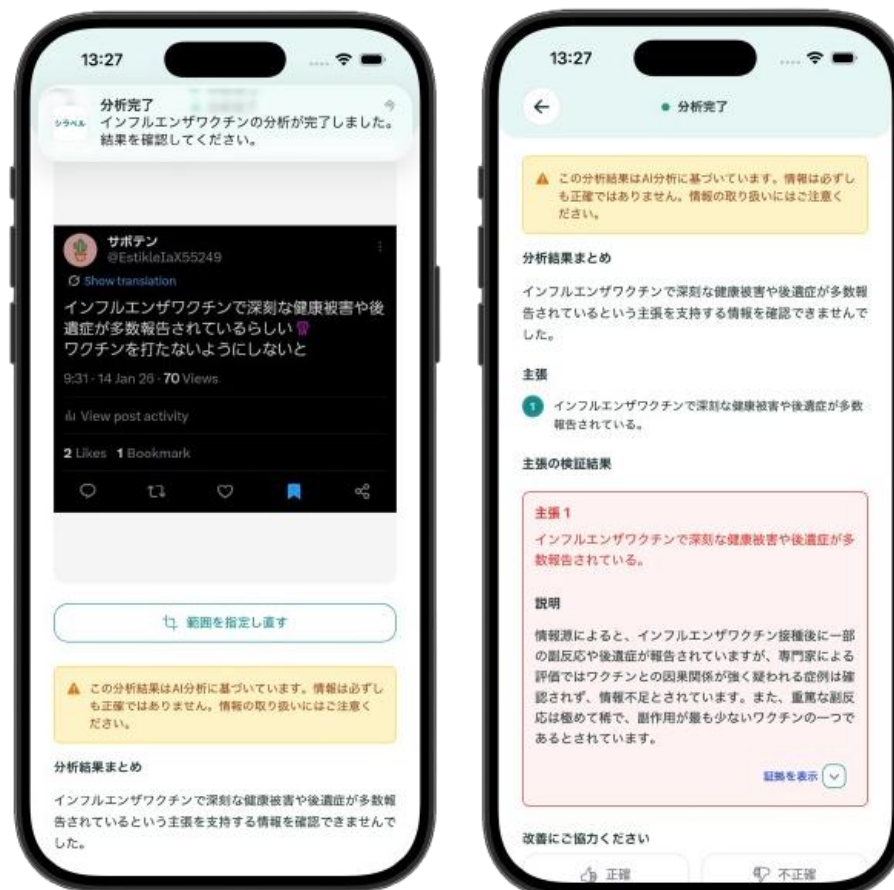 13:27
分析完了
シラベル
インフルエンザワクチンの分析が完了しました。
結果を確認してください。
サボテン
@EstikleIaX55249
Show translation
インフルエンザワクチンで深刻な健康被害や後
遺症が多数報告されているらしい
ワクチンを打たないようにしないと
9:31 · 14 Jan 26 · 70 Views
View post activity
2 Likes 1 Bookmark
範囲を指定し直す
この分析結果はAI分析に基づいています。情報は必ずし
も正確ではありません。情報の取り扱いにはご注意く
ださい。
分析結果まとめ
インフルエンザワクチンで深刻な健康被害や後遺症が多数報
告されているという主張を支持する情報を確認できませんで
した。
13:27
分析完了
この分析結果はAI分析に基づいています。情報は必ずし
も正確ではありません。情報の取り扱いにはご注意く
ださい。
分析結果まとめ
インフルエンザワクチンで深刻な健康被害や後遺症が多数報
告されているという主張を支持する情報を確認できませんで
した。
主張
1 インフルエンザワクチンで深刻な健康被害や後遺症が多数
報告されている。
主張の検証結果
主張 1
インフルエンザワクチンで深刻な健康被害や後遺症が多
数報告されている。
説明
情報源によると、インフルエンザワクチン接種後に一部
の副反応や後遺症が報告されていますが、専門家による
評価ではワクチンとの因果関係が強く疑われる症例は確
認されず、情報不足とされています。また、重篤な副反
応は極めて稀で、副作用が最も少ないワクチンの一つで
あるとされています。
証拠を表示
改善にご協力ください
正確
不正確